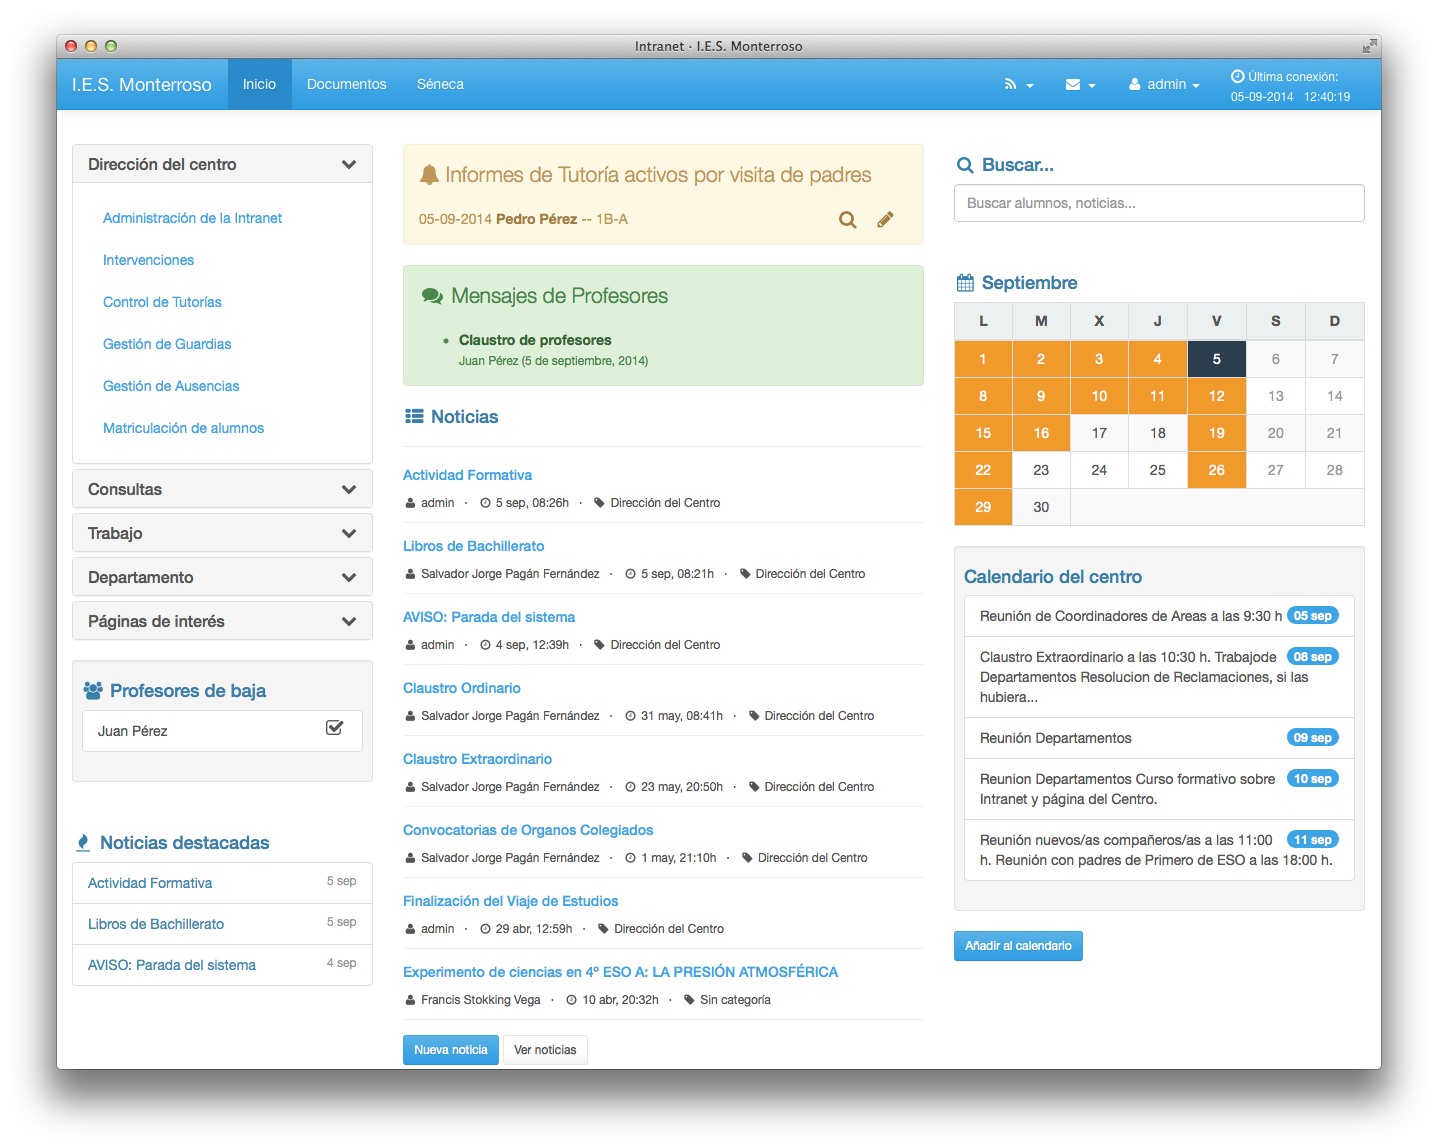 Intranet · I.E.S. Monterroso
I.E.S. Monterroso
Inicio
Documentos
Séneca
admin
Última conexión:
05-09-2014 12:40:19
Dirección del centro
Administración de la Intranet
Intervenciones
Control de Tutorías
Gestión de Guardias
Gestión de Ausencias
Matriculación de alumnos
Consultas
Trabajo
Departamento
Páginas de interés
Profesores de baja
Juan Pérez
Noticias destacadas
Actividad Formativa 5 sep
Libros de Bachillerato 5 sep
AVISO: Parada del sistema 4 sep
Informes de Tutoría activos por visita de padres
05-09-2014 Pedro Pérez -- 1B-A
Mensajes de Profesores
• Claustro de profesores
Juan Pérez (5 de septiembre, 2014)
Noticias
Actividad Formativa
admin · 5 sep, 08:26h · Dirección del Centro
Libros de Bachillerato
Salvador Jorge Pagán Fernández · 5 sep, 08:21h · Dirección del Centro
AVISO: Parada del sistema
admin · 4 sep, 12:39h · Dirección del Centro
Claustro Ordinario
Salvador Jorge Pagán Fernández · 31 may, 08:41h · Dirección del Centro
Claustro Extraordinario
Salvador Jorge Pagán Fernández · 23 may, 20:50h · Dirección del Centro
Convocatorias de Organos Colegiados
Salvador Jorge Pagán Fernández · 1 may, 21:10h · Dirección del Centro
Finalización del Viaje de Estudios
admin · 29 abr, 12:59h · Dirección del Centro
Experimento de ciencias en 4º ESO A: LA PRESIÓN ATMOSFÉRICA
Francis Stokking Vega · 10 abr, 20:32h · Sin categoría
Nueva noticia
Ver noticias
Buscar...
Buscar alumnos, noticias...
Septiembre
L M X J V S D
1 2 3 4 5 6 7
8 9 10 11 12 13 14
15 16 17 18 19 20 21
22 23 24 25 26 27 28
29 30
Calendario del centro
Reunión de Coordinadores de Areas a las 9:30 h 05 sep
Claustro Extraordinario a las 10:30 h. Trabajode 08 sep
Departamentos Resolucion de Reclamaciones, si las
hubiera...
Reunión Departamentos 09 sep
Reunion Departamentos Curso formativo sobre 10 sep
Intranet y página del Centro.
Reunión nuevos/as compañeros/as a las 11:00 11 sep
h. Reunión con padres de Primero de ESO a las 18:00 h.
Añadir al calendario